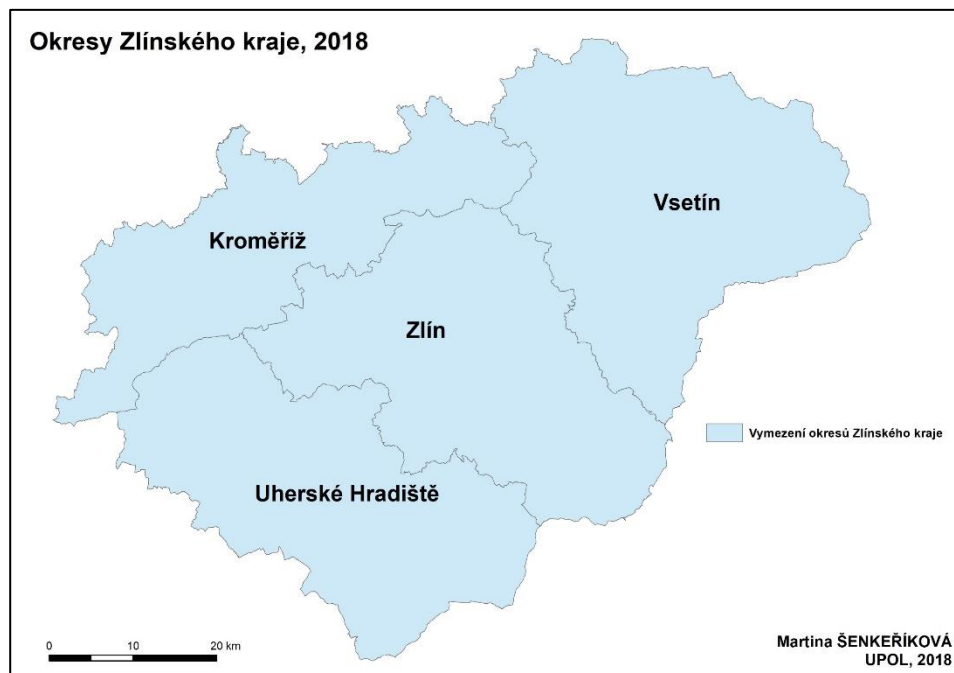 Okresy Zlínského kraje, 2018
Vsetín
Kroměříž
Zlín
Vymezení okresů Zlínského kraje
Uherské Hradiště
0 10 20 km
Martina ŠENKEŘÍKOVÁ
UPOL, 2018